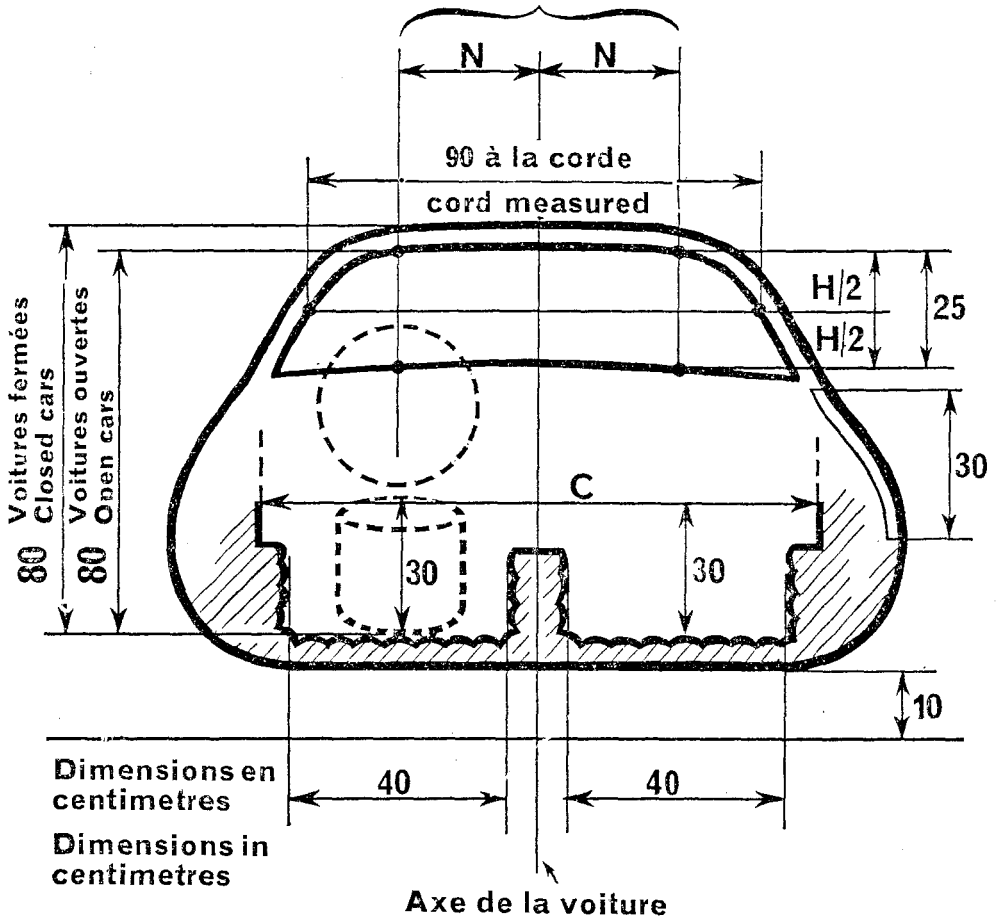 N N
90 à la corde
cord measured
H/2
H/2
25
30
C
30
30
80 Voitures fermées
Closed cars
80 Voitures ouvertes
Open cars
10
40
40
Dimensions en
centimetres
Dimensions in
centimetres
Axe de la voiture